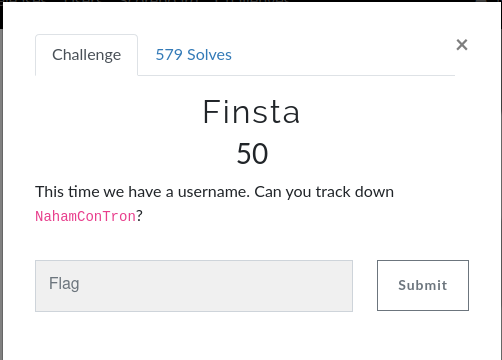 Challenge
579 Solves
×
Finsta
50
This time we have a username. Can you track down
NahamConTron?
Flag
Submit